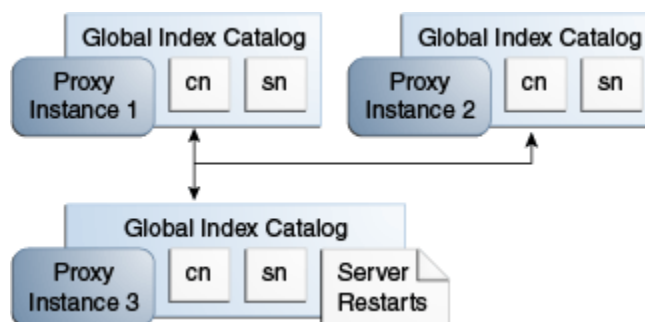 Global Index Catalog
Proxy
Instance 1
cn
sn
Global Index Catalog
Proxy
Instance 2
cn
sn
Global Index Catalog
Proxy
Instance 3
cn
sn
Server
Restarts